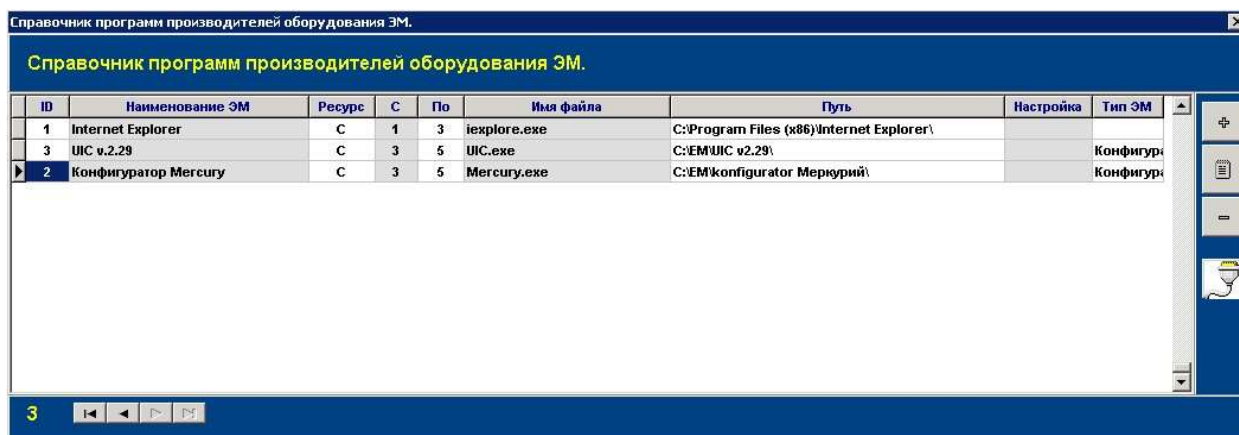 Справочник программ производителей оборудования ЭМ.
Справочник программ производителей оборудования ЭМ.
ID Наименование ЭМ Ресурс С По Имя файла Путь Настройка Тип ЭМ
1 Internet Explorer С 1 3 iexplore.exe C:\Program Files (x86)\Internet Explorer\
3 UIC v.2.29 С 3 5 UIC.exe C:\EM\UIC v2.29\ Конфигура
2 Конфигуратор Mercury С 3 5 Mercury.exe C:\EM\konfigurator Меркурий\ Конфигура
3